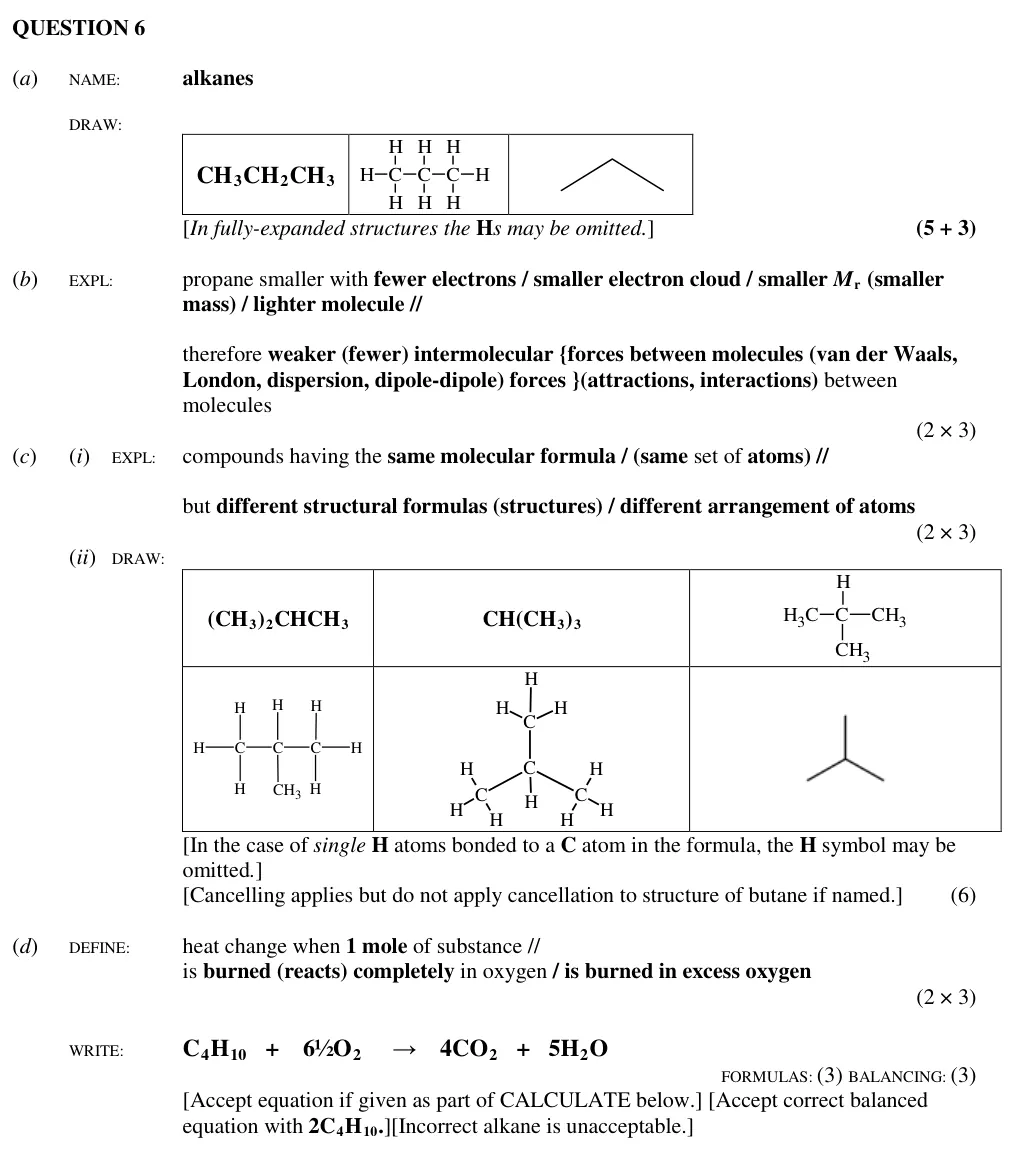 QUESTION 6
(a) NAME: alkanes
DRAW:
H H H
CH₃CH₂CH₃ H–C–C–C–H
H H H
[In fully-expanded structures the Hs may be omitted.] (5 + 3)
(b) EXPL: propane smaller with fewer electrons / smaller electron cloud / smaller Mᵣ (smaller
mass) / lighter molecule //
therefore weaker (fewer) intermolecular {forces between molecules (van der Waals,
London, dispersion, dipole-dipole) forces }(attractions, interactions) between
molecules
(2 × 3)
(c) (i) EXPL: compounds having the same molecular formula / (same set of atoms) //
but different structural formulas (structures) / different arrangement of atoms
(2 × 3)
(ii) DRAW:
H
(CH₃)₂CHCH₃ CH(CH₃)₃ H₃C–C–CH₃
CH₃
H H H
H–C–C–C–H
H CH₃ H
H
H H
C
H C H
C H C
H H H H
[In the case of single H atoms bonded to a C atom in the formula, the H symbol may be
omitted.]
[Cancelling applies but do not apply cancellation to structure of butane if named.] (6)
(d) DEFINE: heat change when 1 mole of substance //
is burned (reacts) completely in oxygen / is burned in excess oxygen
(2 × 3)
WRITE: C₄H₁₀ + 6½O₂ → 4CO₂ + 5H₂O
FORMULAS: (3) BALANCING: (3)
[Accept equation if given as part of CALCULATE below.] [Accept correct balanced
equation with 2C₄H₁₀.][Incorrect alkane is unacceptable.]